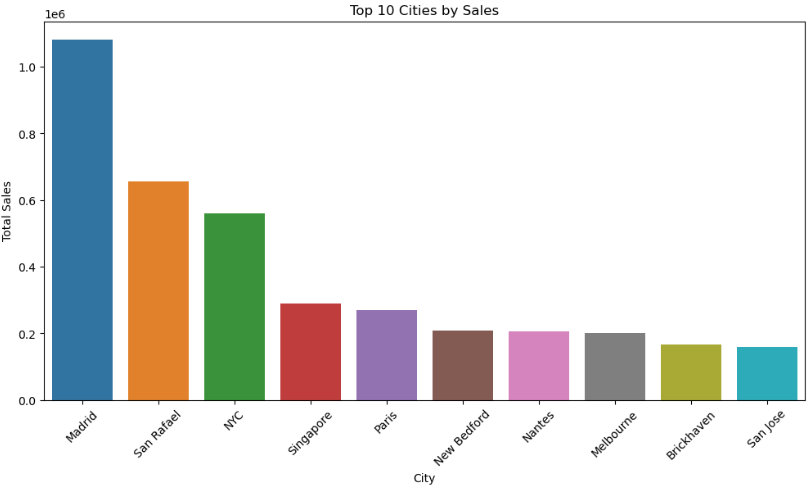 Top 10 Cities by Sales
1e6
1.0
0.8
0.6
0.4
0.2
0.0
Total Sales
Madrid
San Rafael
NYC
Singapore
Paris
New Bedford
Nantes
Melbourne
Brickhaven
San Jose
City